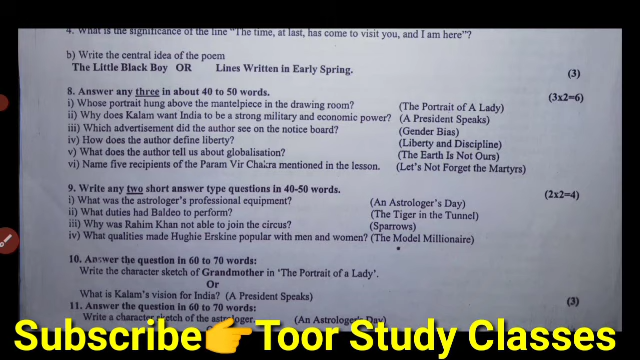 4. What is the significance of the line "The time, at last, has come to visit you, and I am here"?
b) Write the central idea of the poem
The Little Black Boy OR Lines Written in Early Spring.
(3)
8. Answer any three in about 40 to 50 words. (3x2=6)
i) Whose portrait hung above the mantelpiece in the drawing room? (The Portrait of A Lady)
ii) Why does Kalam want India to be a strong military and economic power? (A President Speaks)
iii) Which advertisement did the author see on the notice board? (Gender Bias)
iv) How does the author define liberty? (Liberty and Discipline)
v) What does the author tell us about globalisation? (The Earth Is Not Ours)
vi) Name five recipients of the Param Vir Chakra mentioned in the lesson. (Let's Not Forget the Martyrs)
9. Write any two short answer type questions in 40-50 words. (2x2=4)
i) What was the astrologer's professional equipment? (An Astrologer's Day)
ii) What duties had Baldeo to perform? (The Tiger in the Tunnel)
iii) Why was Rahim Khan not able to join the circus? (Sparrows)
iv) What qualities made Hughie Erskine popular with men and women? (The Model Millionaire)
10. Answer the question in 60 to 70 words:
Write the character sketch of Grandmother in 'The Portrait of a Lady'.
Or
What is Kalam's vision for India? (A President Speaks) (3)
11. Answer the question in 60 to 70 words:
Write a character sketch of the astrologer. (An Astrologer's Day)
Subscribe👉Toor Study Classes